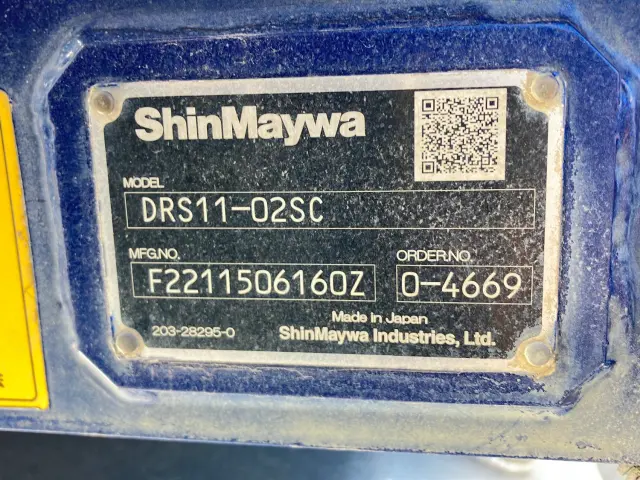 ShinMaywa
MODEL
DRS11-02SC
MFG.NO.
F2211506160Z
ORDER.NO.
0-4669
Made in Japan
203-28295-0
ShinMaywa Industries, Ltd.